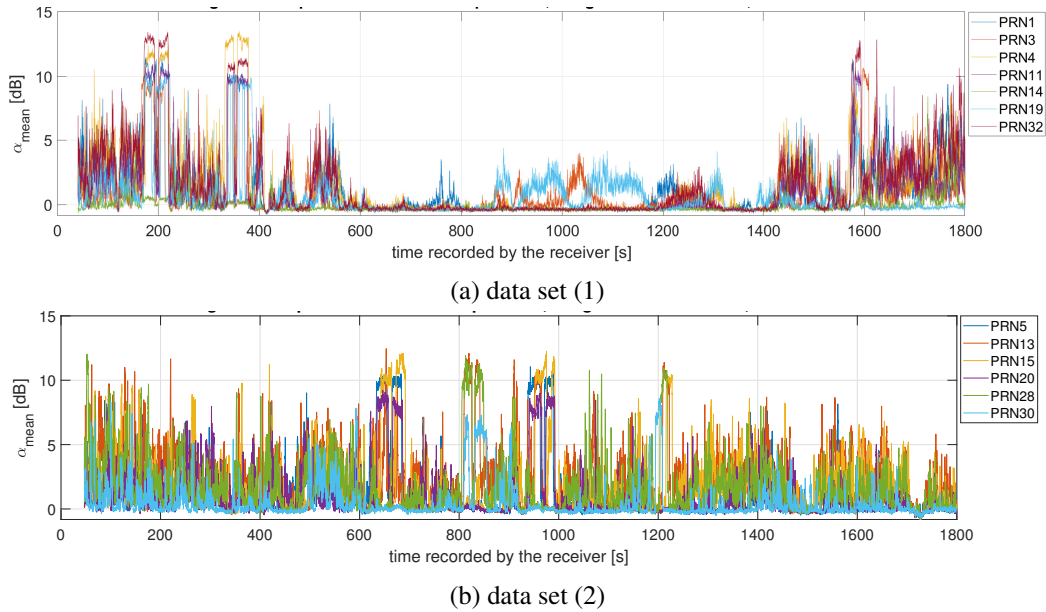 15
10
5
0
α_mean [dB]
0 200 400 600 800 1000 1200 1400 1600 1800
time recorded by the receiver [s]
PRN1
PRN3
PRN4
PRN11
PRN14
PRN19
PRN32
(a) data set (1)
15
10
5
0
α_mean [dB]
0 200 400 600 800 1000 1200 1400 1600 1800
time recorded by the receiver [s]
PRN5
PRN13
PRN15
PRN20
PRN28
PRN30
(b) data set (2)